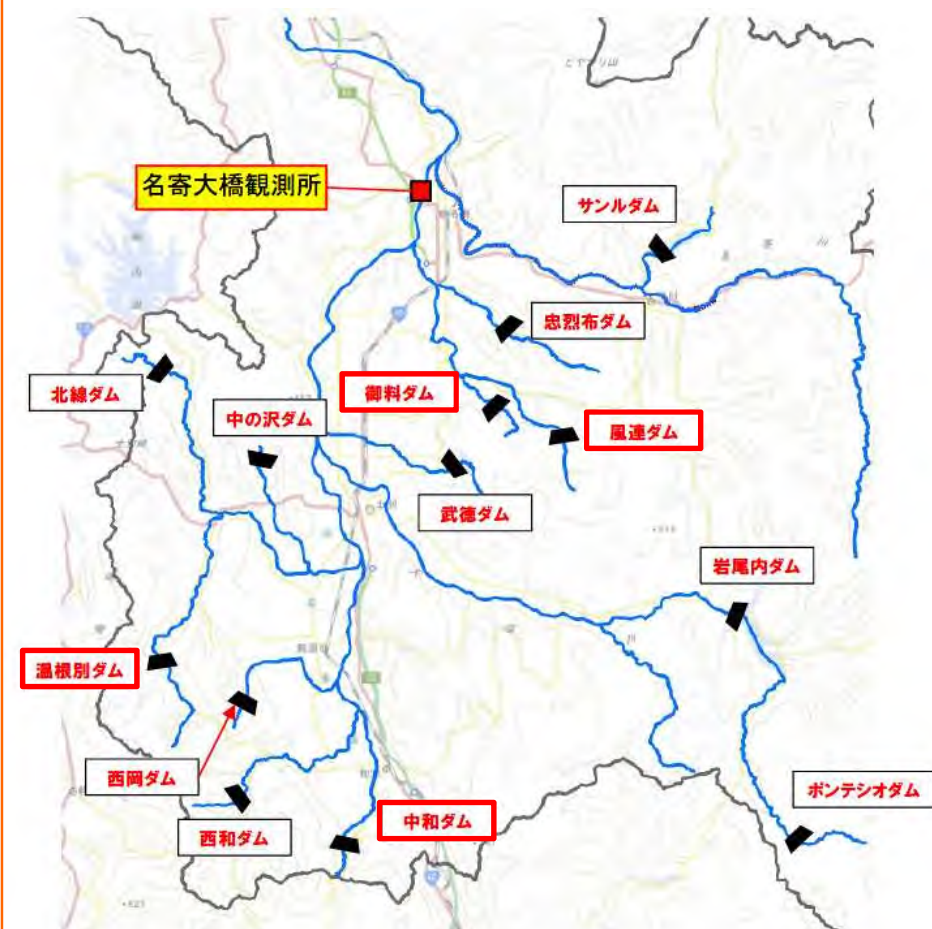 名寄大橋観測所
サンルダム
忠烈布ダム
北線ダム
御料ダム
中の沢ダム
風連ダム
武徳ダム
岩尾内ダム
温根別ダム
西岡ダム
ポンテシオダム
中和ダム
西和ダム